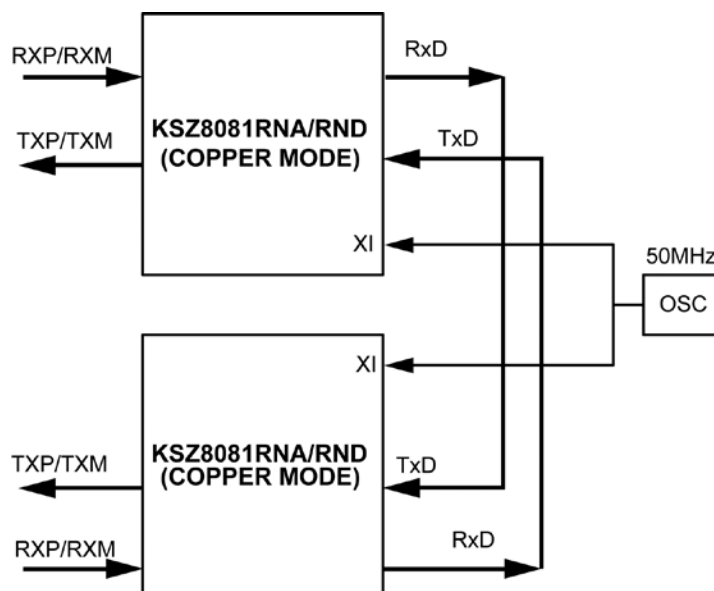 RXP/RXM
RxD
TXP/TXM
KSZ8081RNA/RND
(COPPER MODE)
TxD
XI
50MHz
OSC
XI
TXP/TXM
KSZ8081RNA/RND
(COPPER MODE)
TxD
RXP/RXM
RxD